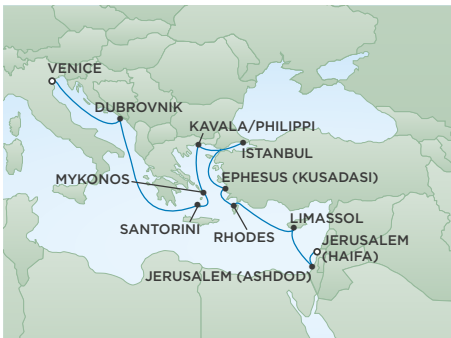 VENICE
DUBROVNIK
KAVALA/PHILIPPI
ISTANBUL
MYKONOS
EPHESUS (KUSADASI)
SANTORINI
RHODES
LIMASSOL
JERUSALEM
(HAIFA)
JERUSALEM (ASHDOD)